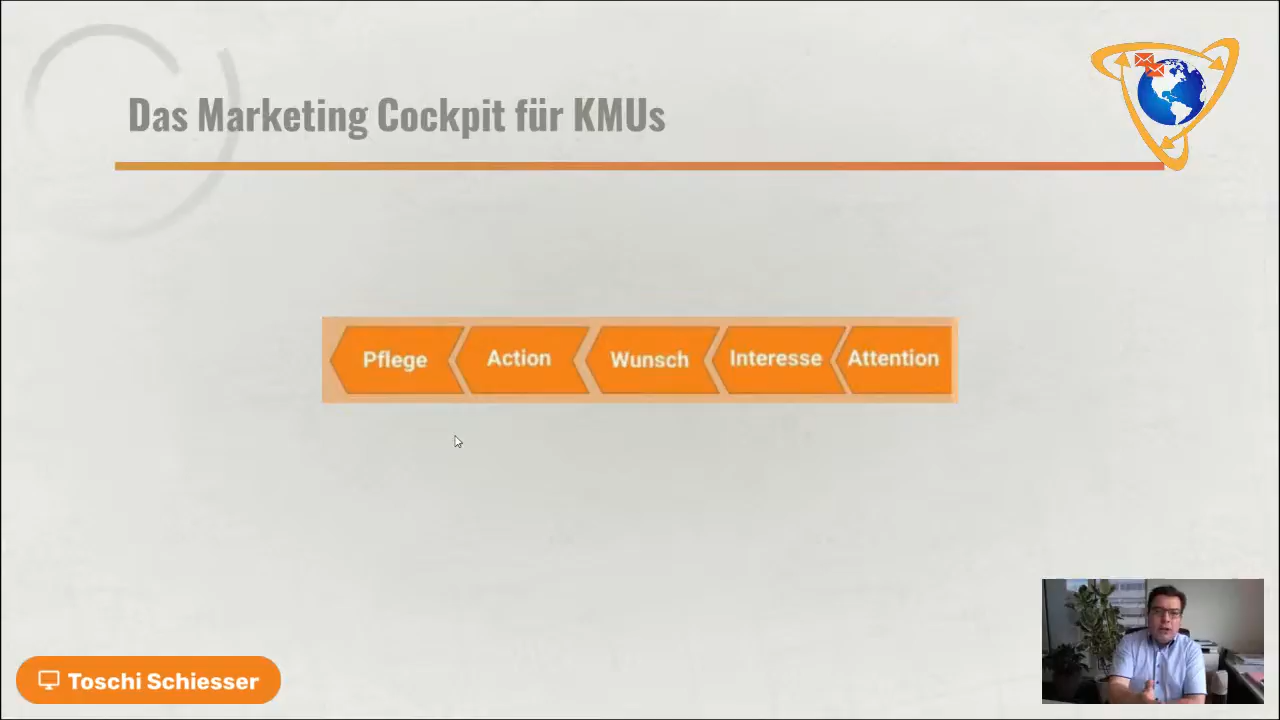 Das Marketing Cockpit für KMUs
Pflege Action Wunsch Interesse Attention
Toschi Schiesser